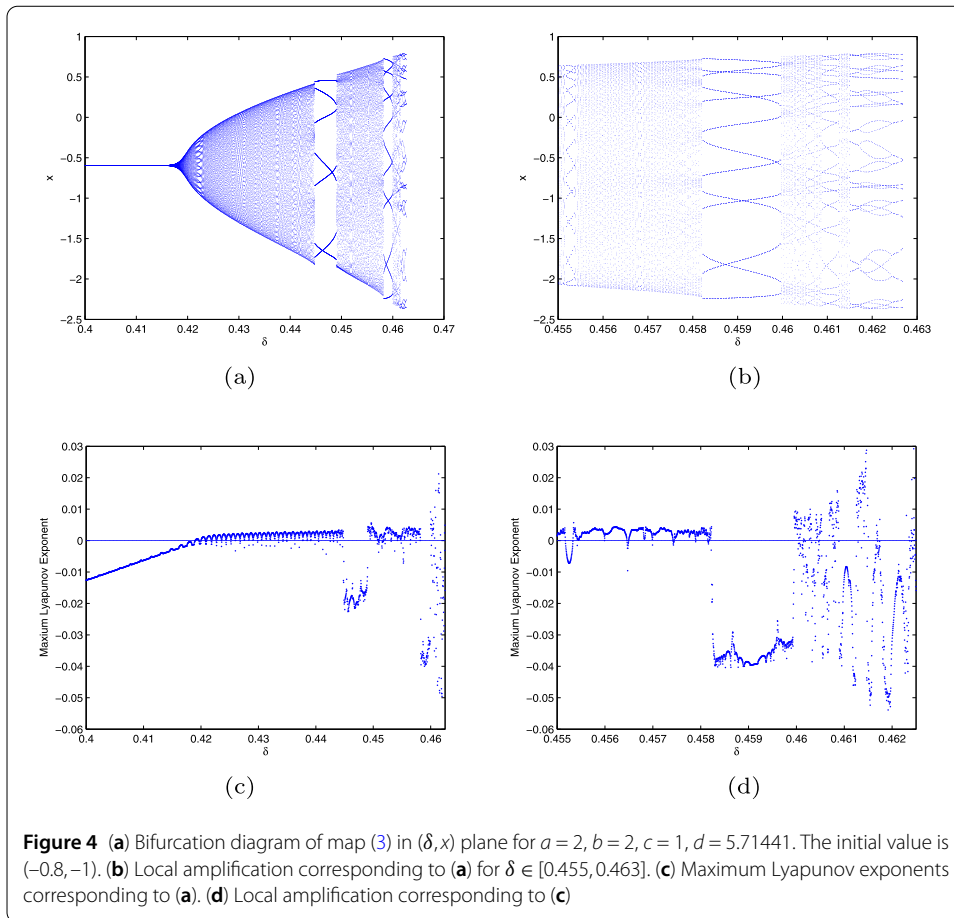 1
0.5
0
−0.5
−1
−1.5
−2
−2.5
x
0.4 0.41 0.42 0.43 0.44 0.45 0.46 0.47
δ
(a)
1
0.5
0
−0.5
−1
−1.5
−2
−2.5
x
0.455 0.456 0.457 0.458 0.459 0.46 0.461 0.462 0.463
δ
(b)
0.03
0.02
0.01
0
−0.01
−0.02
−0.03
−0.04
−0.05
−0.06
Maxium Lyapunov Exponent
0.4 0.41 0.42 0.43 0.44 0.45 0.46
δ
(c)
0.03
0.02
0.01
0
−0.01
−0.02
−0.03
−0.04
−0.05
−0.06
Maxium Lyapunov Exponent
0.455 0.456 0.457 0.458 0.459 0.46 0.461 0.462
δ
(d)
Figure 4 (a) Bifurcation diagram of map (3) in (δ, x) plane for a = 2, b = 2, c = 1, d = 5.71441. The initial value is
(−0.8, −1). (b) Local amplification corresponding to (a) for δ ∈ [0.455, 0.463]. (c) Maximum Lyapunov exponents
corresponding to (a). (d) Local amplification corresponding to (c)